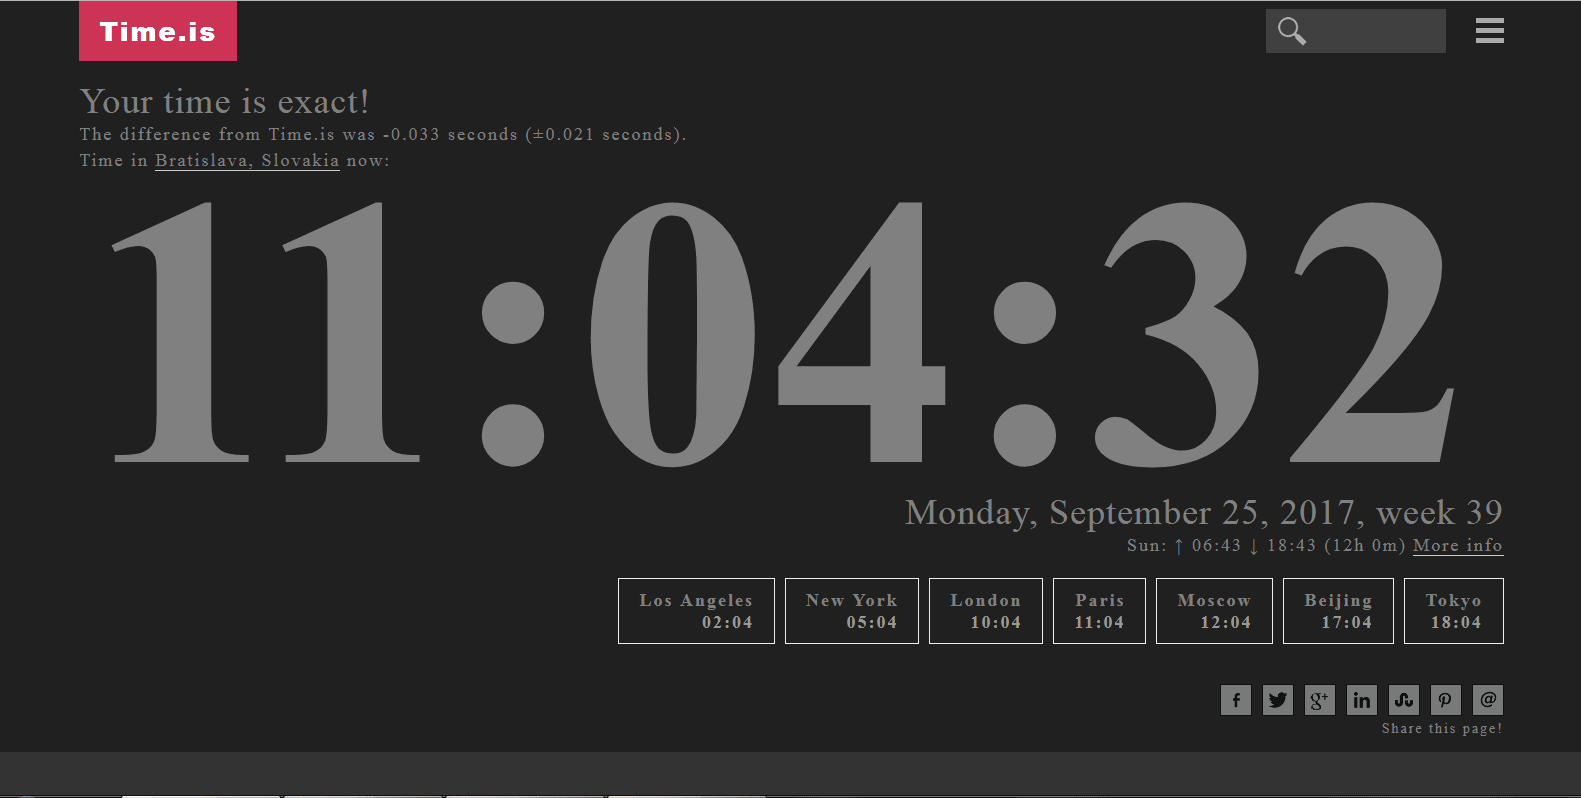 Time.is
Your time is exact!
The difference from Time.is was -0.033 seconds (±0.021 seconds).
Time in Bratislava, Slovakia now:
11:04:32
Monday, September 25, 2017, week 39
Sun: ↑ 06:43 ↓ 18:43 (12h 0m) More info
Los Angeles New York London Paris Moscow Beijing Tokyo
02:04 05:04 10:04 11:04 12:04 17:04 18:04
f g+ in @
Share this page!